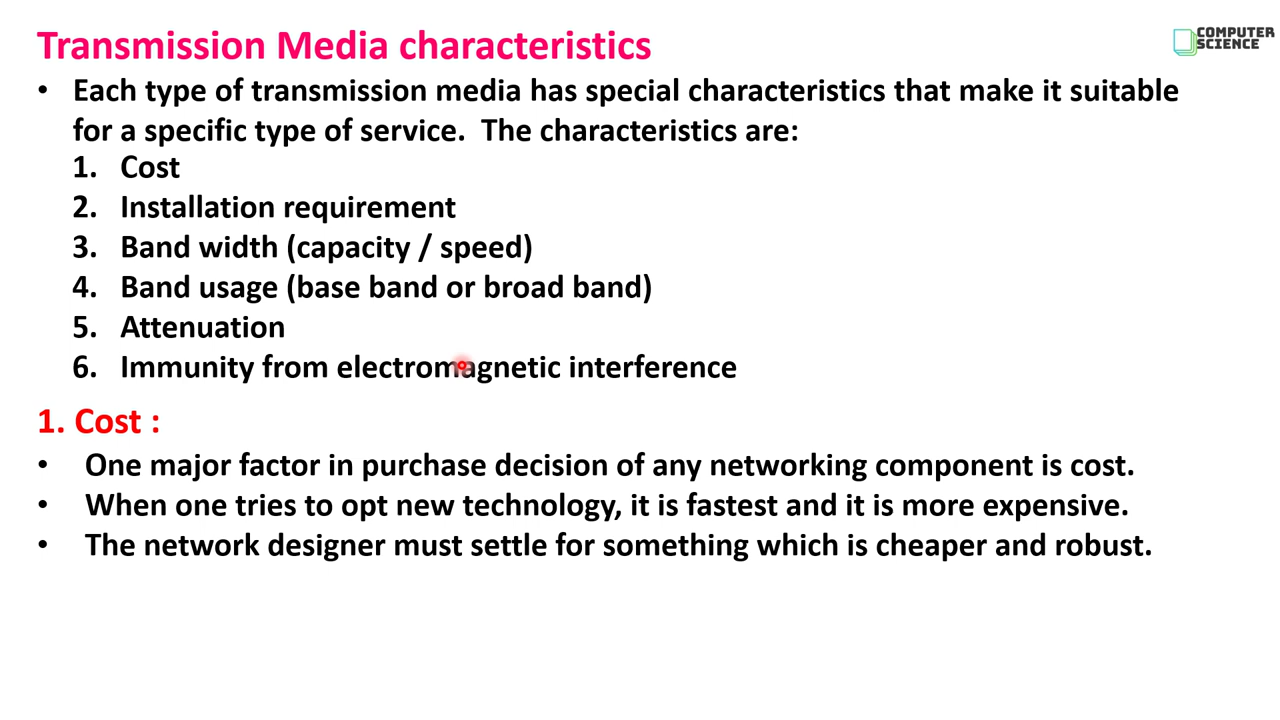 Transmission Media characteristics
COMPUTER
SCIENCE
• Each type of transmission media has special characteristics that make it suitable
for a specific type of service. The characteristics are:
1. Cost
2. Installation requirement
3. Band width (capacity / speed)
4. Band usage (base band or broad band)
5. Attenuation
6. Immunity from electromagnetic interference
1. Cost :
• One major factor in purchase decision of any networking component is cost.
• When one tries to opt new technology, it is fastest and it is more expensive.
• The network designer must settle for something which is cheaper and robust.